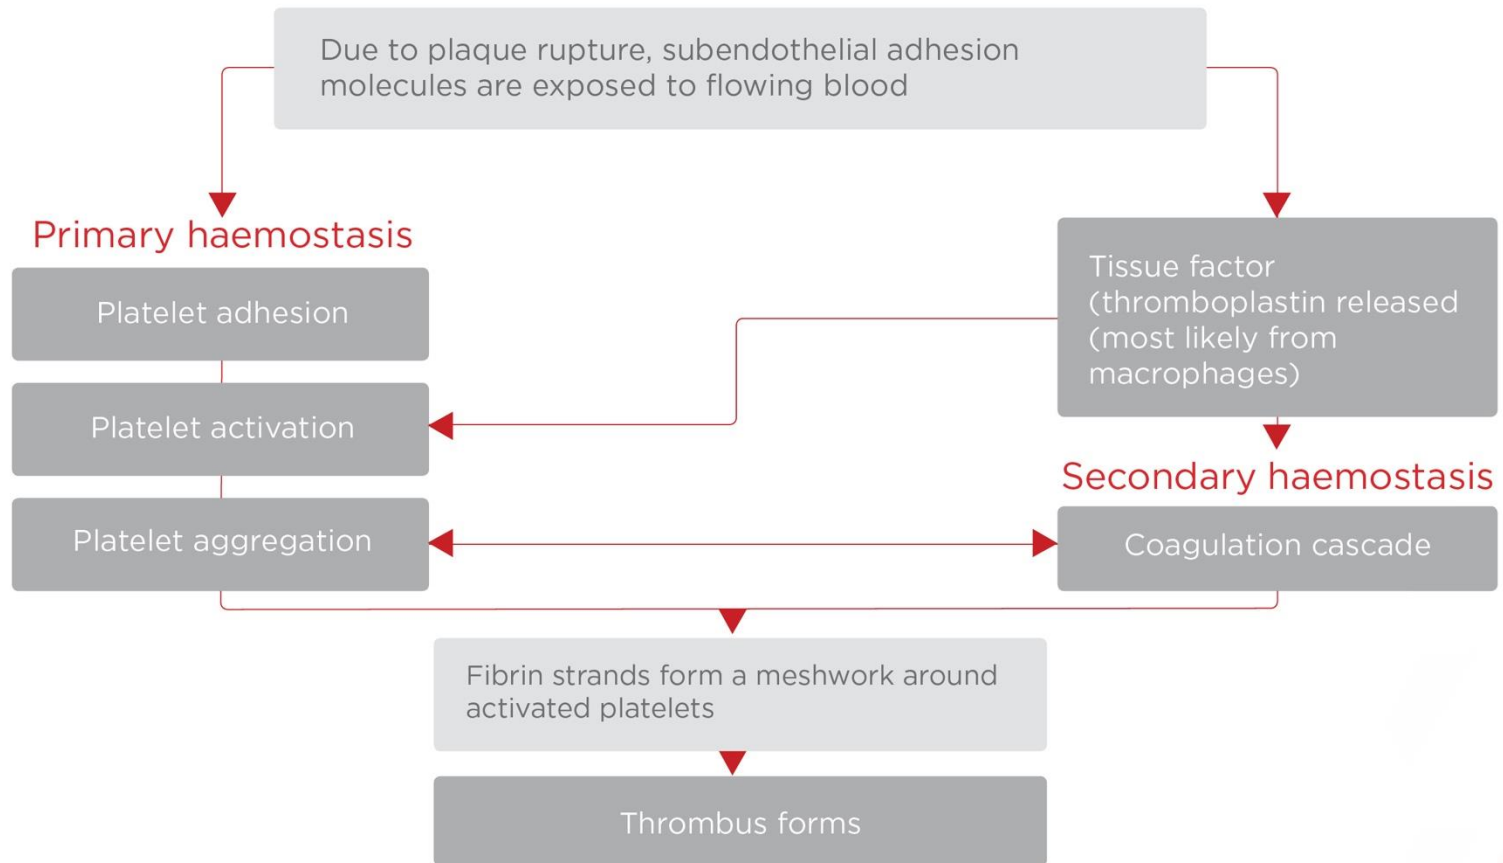 Due to plaque rupture, subendothelial adhesion
molecules are exposed to flowing blood
Primary haemostasis
Platelet adhesion
Platelet activation
Platelet aggregation
Tissue factor
(thromboplastin released
(most likely from
macrophages)
Secondary haemostasis
Coagulation cascade
Fibrin strands form a meshwork around
activated platelets
Thrombus forms